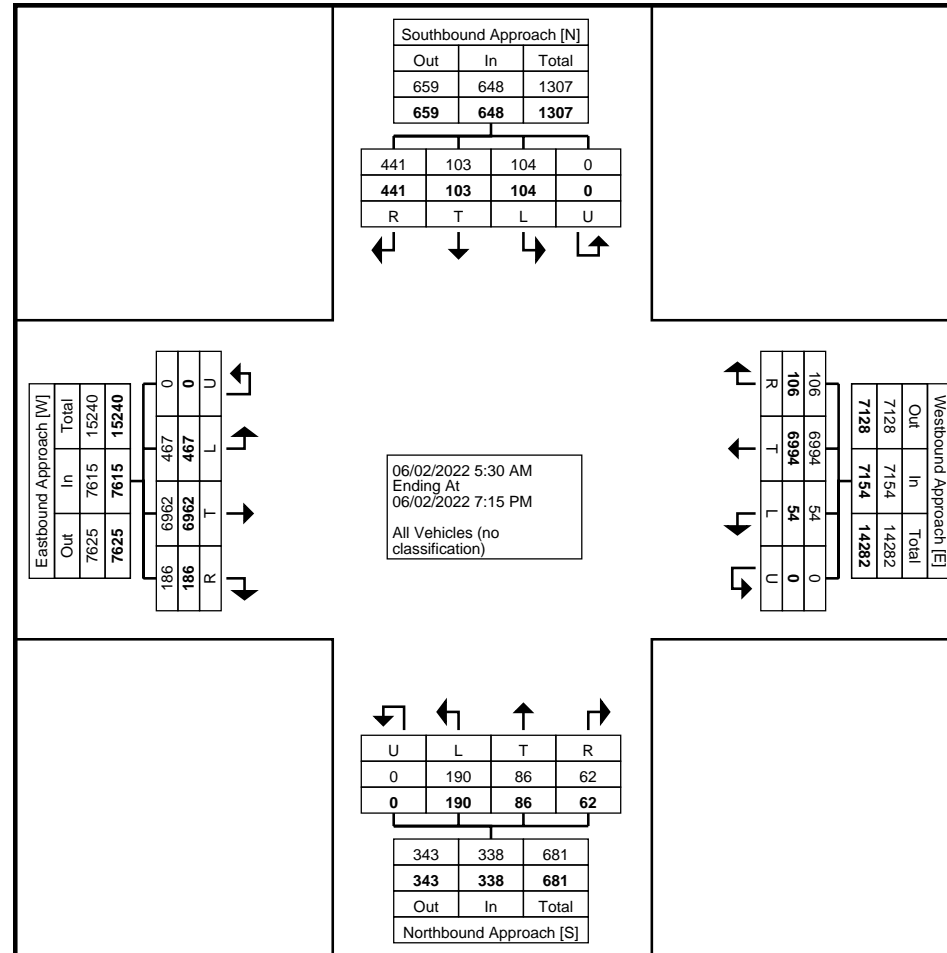 Southbound Approach [N]
Out In Total
659 648 1307
659 648 1307
441 103 104 0
441 103 104 0
R T L U
Eastbound Approach [W]
Total In Out
15240 7615 7625
15240 7615 7625
0 467 6962 186
0 467 6962 186
U L T R
06/02/2022 5:30 AM
Ending At
06/02/2022 7:15 PM
All Vehicles (no
classification)
Westbound Approach [E]
Out In Total
7128 7154 14282
7128 7154 14282
106 6994 54 0
106 6994 54 0
R T L U
U L T R
0 190 86 62
0 190 86 62
343 338 681
343 338 681
Out In Total
Northbound Approach [S]